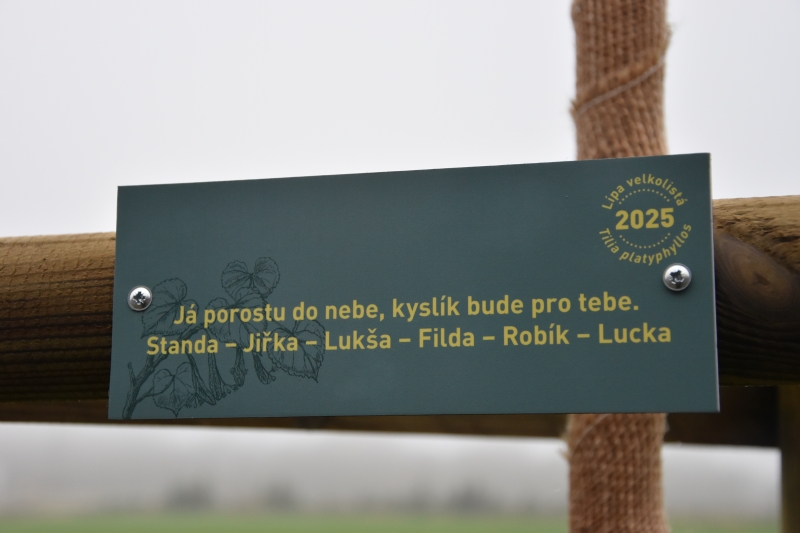 Lípa velkolistá
2025
Tilia platyphyllos
Já porostu do nebe, kyslík bude pro tebe.
Standa – Jiřka – Lukša – Filda – Robík – Lucka